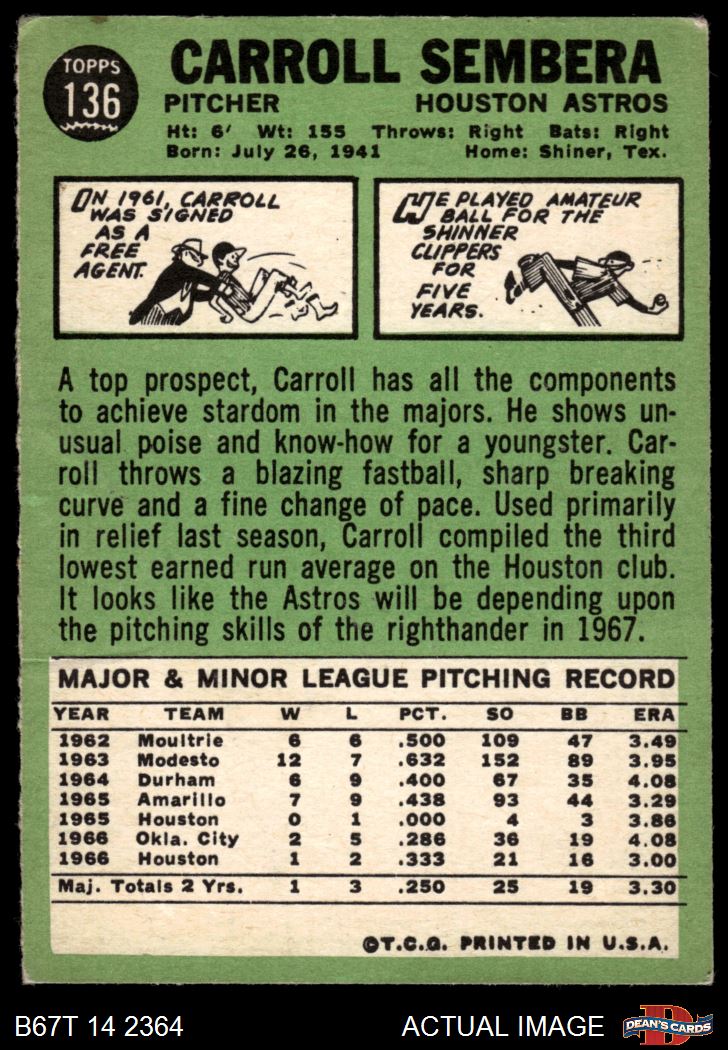 TOPPS
136
CARROLL SEMBERA
PITCHER HOUSTON ASTROS
Ht: 6' Wt: 155 Throws: Right Bats: Right
Born: July 26, 1941 Home: Shiner, Tex.
IN 1961, CARROLL
WAS SIGNED
AS A
FREE
AGENT.
HE PLAYED AMATEUR
BALL FOR THE
SHINNER
CLIPPERS
FOR
FIVE
YEARS.
A top prospect, Carroll has all the components
to achieve stardom in the majors. He shows un-
usual poise and know-how for a youngster. Car-
roll throws a blazing fastball, sharp breaking
curve and a fine change of pace. Used primarily
in relief last season, Carroll compiled the third
lowest earned run average on the Houston club.
It looks like the Astros will be depending upon
the pitching skills of the righthander in 1967.
MAJOR & MINOR LEAGUE PITCHING RECORD
YEAR TEAM W L PCT. SO BB ERA
1962 Moultrie 6 6 .500 109 47 3.49
1963 Modesto 12 7 .632 152 89 3.95
1964 Durham 6 9 .400 67 35 4.08
1965 Amarillo 7 9 .438 93 44 3.29
1965 Houston 0 1 .000 4 3 3.86
1966 Okla. City 2 5 .286 36 19 4.08
1966 Houston 1 2 .333 21 16 3.00
Maj. Totals 2 Yrs. 1 3 .250 25 19 3.30
©T.C.G. PRINTED IN U.S.A.
B67T 14 2364 ACTUAL IMAGE
D
DEAN'S CARDS